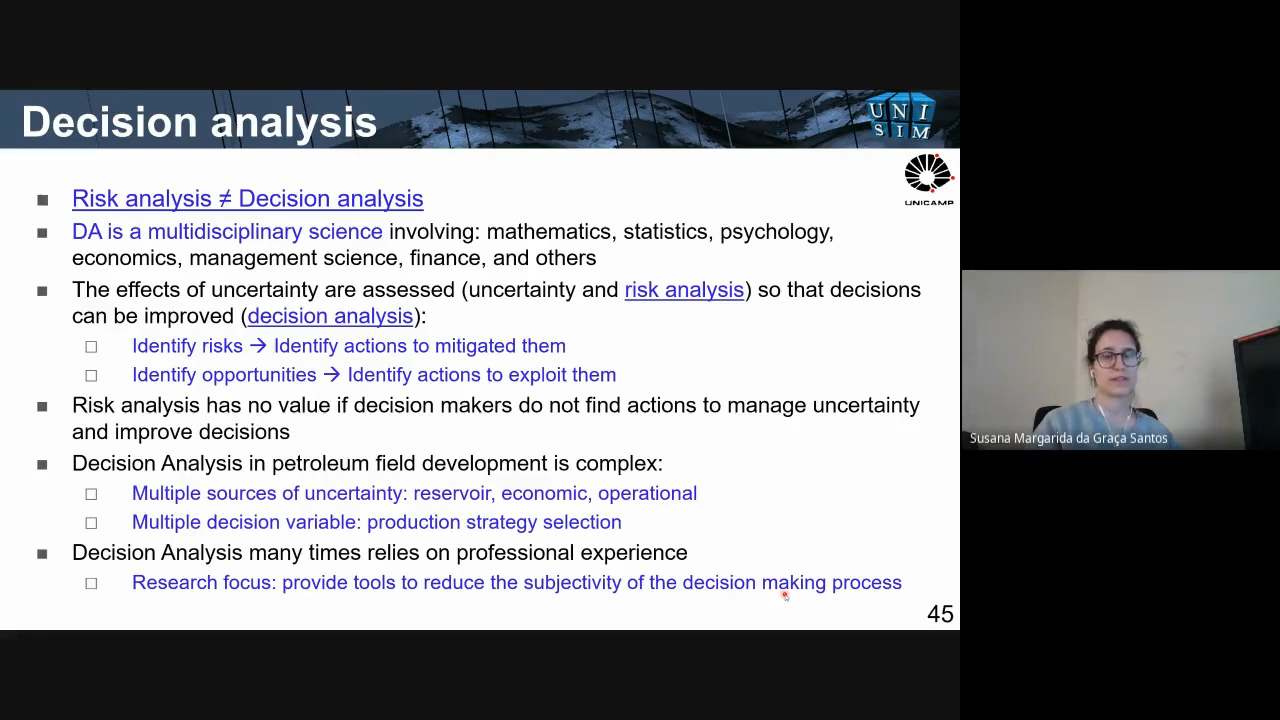 Decision analysis
UNI
SIM
UNICAMP
Risk analysis ≠ Decision analysis
DA is a multidisciplinary science involving: mathematics, statistics, psychology,
economics, management science, finance, and others
The effects of uncertainty are assessed (uncertainty and risk analysis) so that decisions
can be improved (decision analysis):
Identify risks → Identify actions to mitigated them
Identify opportunities → Identify actions to exploit them
Risk analysis has no value if decision makers do not find actions to manage uncertainty
and improve decisions
Decision Analysis in petroleum field development is complex:
Multiple sources of uncertainty: reservoir, economic, operational
Multiple decision variable: production strategy selection
Decision Analysis many times relies on professional experience
Research focus: provide tools to reduce the subjectivity of the decision making process
45
Susana Margarida da Graça Santos